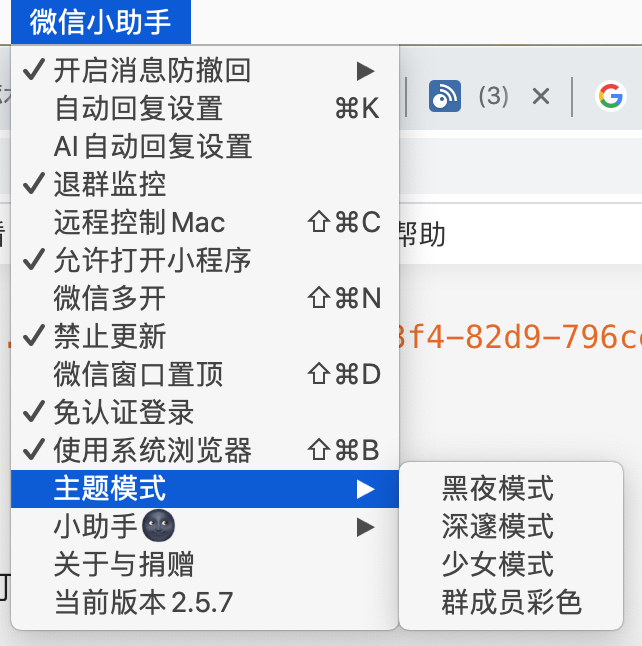 微信小助手
开启消息防撤回
自动回复设置 ⌘K
AI 自动回复设置
退群监控
远程控制 Mac ⇧⌘C
允许打开小程序
微信多开 ⇧⌘N
禁止更新
微信窗口置顶 ⇧⌘D
免认证登录
使用系统浏览器 ⇧⌘B
主题模式
小助手🌚
关于与捐赠
当前版本 2.5.7
黑夜模式
深邃模式
少女模式
群成员彩色
(3)
帮助
3f4-82d9-796c